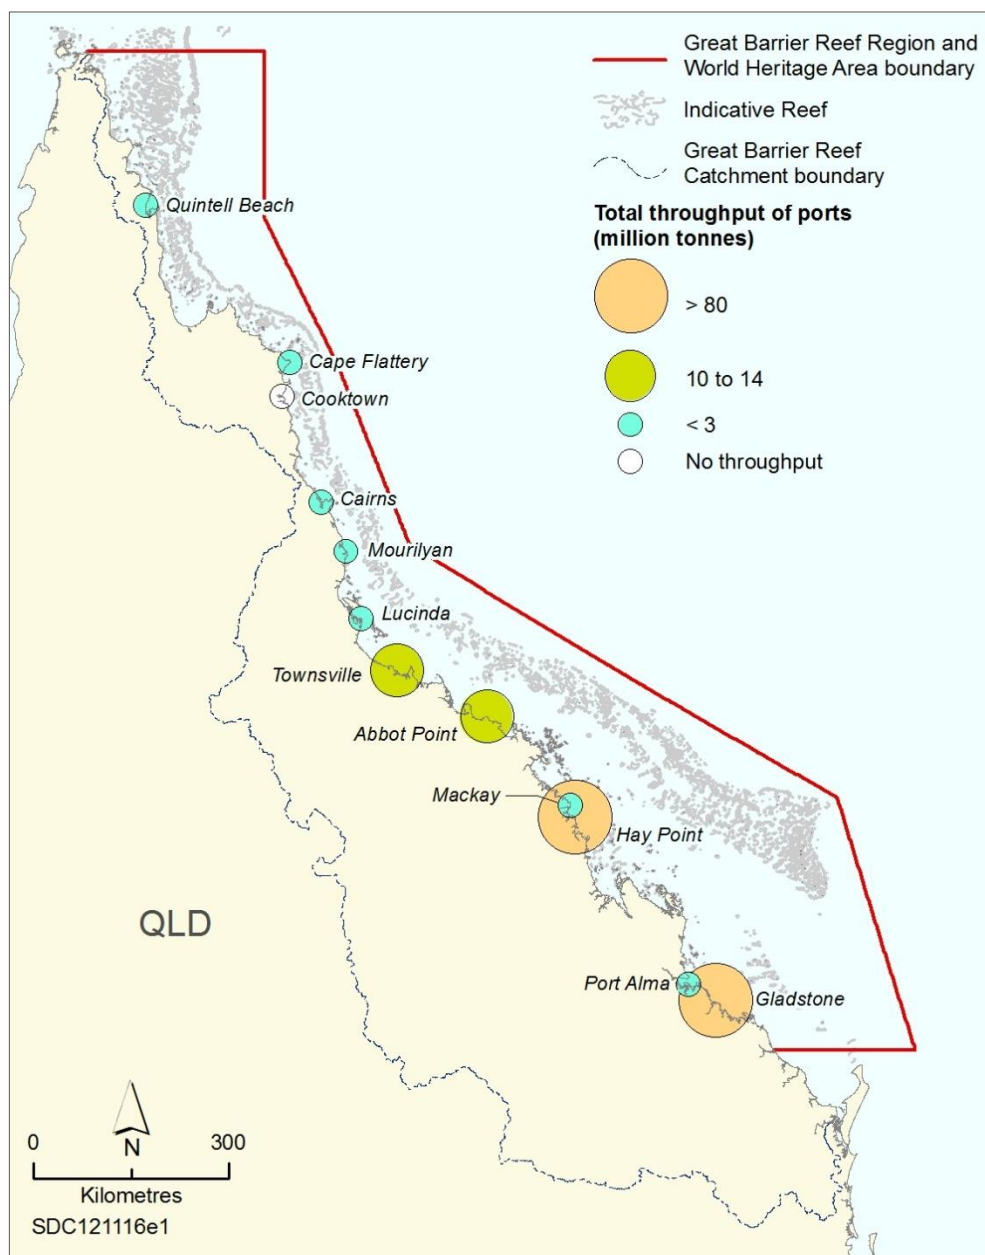 Great Barrier Reef Region and
World Heritage Area boundary
Indicative Reef
Great Barrier Reef
Catchment boundary
Total throughput of ports
(million tonnes)
> 80
10 to 14
< 3
No throughput
Quintell Beach
Cape Flattery
Cooktown
Cairns
Mourilyan
Lucinda
Townsville
Abbot Point
Mackay
Hay Point
QLD
Port Alma
Gladstone
0 300
N
Kilometres
SDC121116e1